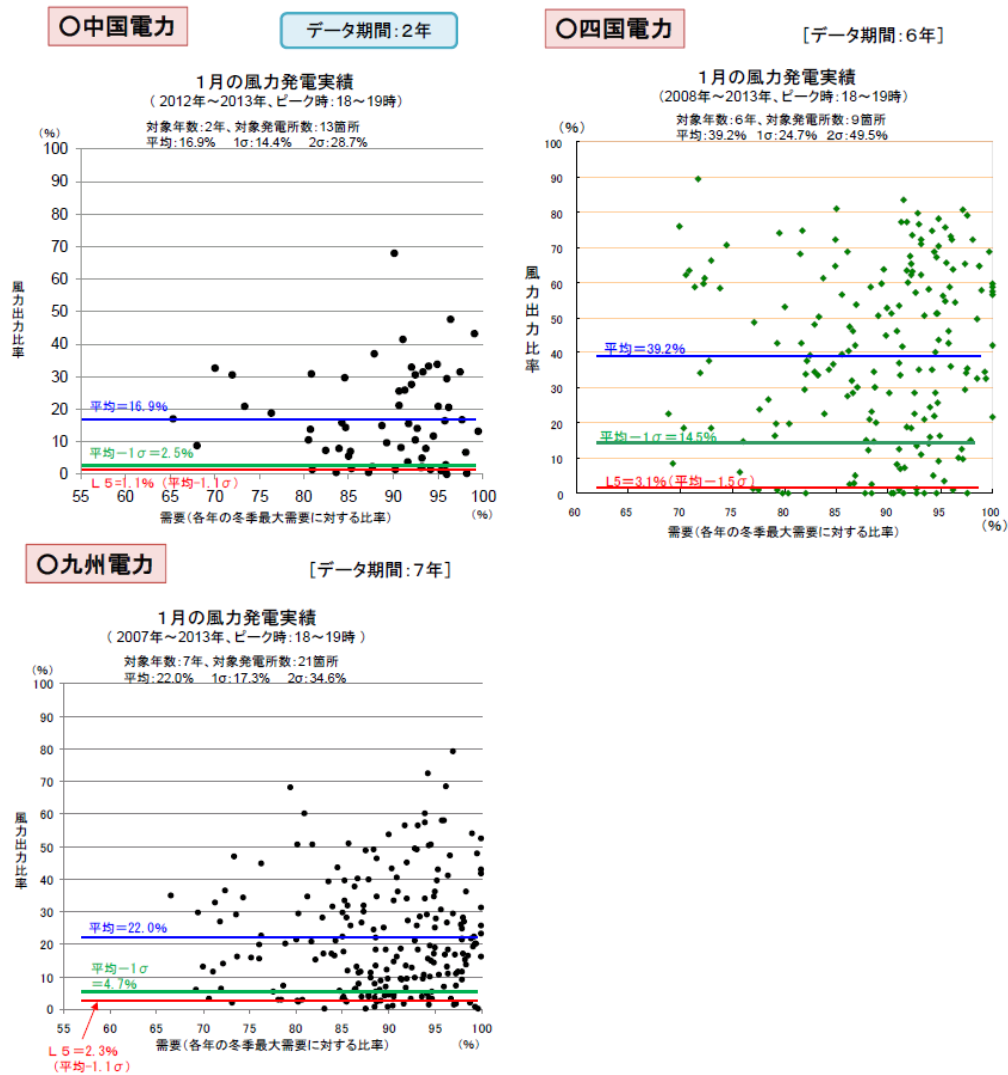 〇中国電力
データ期間:2年
1月の風力発電実績
(2012年~2013年、ピーク時:18~19時)
対象年数:2年、対象発電所数:13箇所
平均:16.9% 1σ:14.4% 2σ:28.7%
(%)
100
90
80
70
60
50
40
30
20
10
0
風力出力比率
平均=16.9%
平均-1σ=2.5%
L5=1.1%(平均-1.1σ)
55 60 65 70 75 80 85 90 95 100
需要(各年の冬季最大需要に対する比率)
(%)
〇四国電力
[データ期間:6年]
1月の風力発電実績
(2008年~2013年、ピーク時:18~19時)
対象年数:6年、対象発電所数:9箇所
平均:39.2% 1σ:24.7% 2σ:49.5%
(%)
100
90
80
70
60
50
40
30
20
10
0
風力出力比率
平均=39.2%
平均-1σ=14.5%
L5=3.1%(平均-1.5σ)
60 65 70 75 80 85 90 95 100
需要(各年の冬季最大需要に対する比率)
(%)
〇九州電力
[データ期間:7年]
1月の風力発電実績
(2007年~2013年、ピーク時:18~19時)
対象年数:7年、対象発電所数:21箇所
平均:22.0% 1σ:17.3% 2σ:34.6%
(%)
100
90
80
70
60
50
40
30
20
10
0
風力出力比率
平均=22.0%
平均-1σ
=4.7%
55 60 65 70 75 80 85 90 95 100
需要(各年の冬季最大需要に対する比率)
(%)
L5=2.3%
(平均-1.1σ)